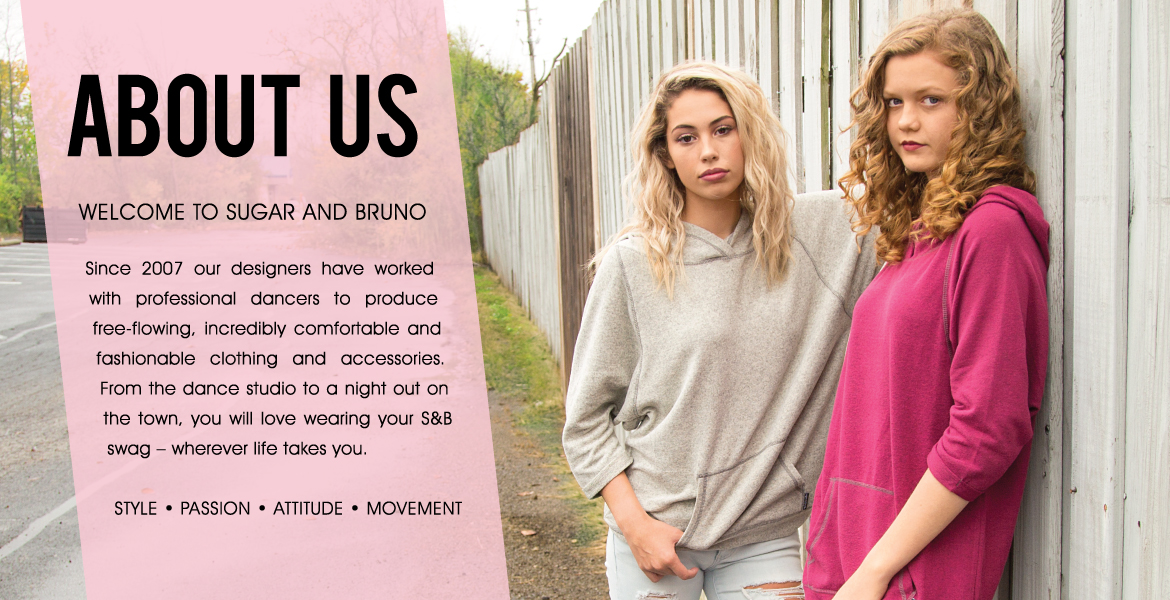 ABOUT US
WELCOME TO SUGAR AND BRUNO
Since 2007 our designers have worked
with professional dancers to produce
free-flowing, incredibly comfortable and
fashionable clothing and accessories.
From the dance studio to a night out on
the town, you will love wearing your S&B
swag – wherever life takes you.
STYLE • PASSION • ATTITUDE • MOVEMENT